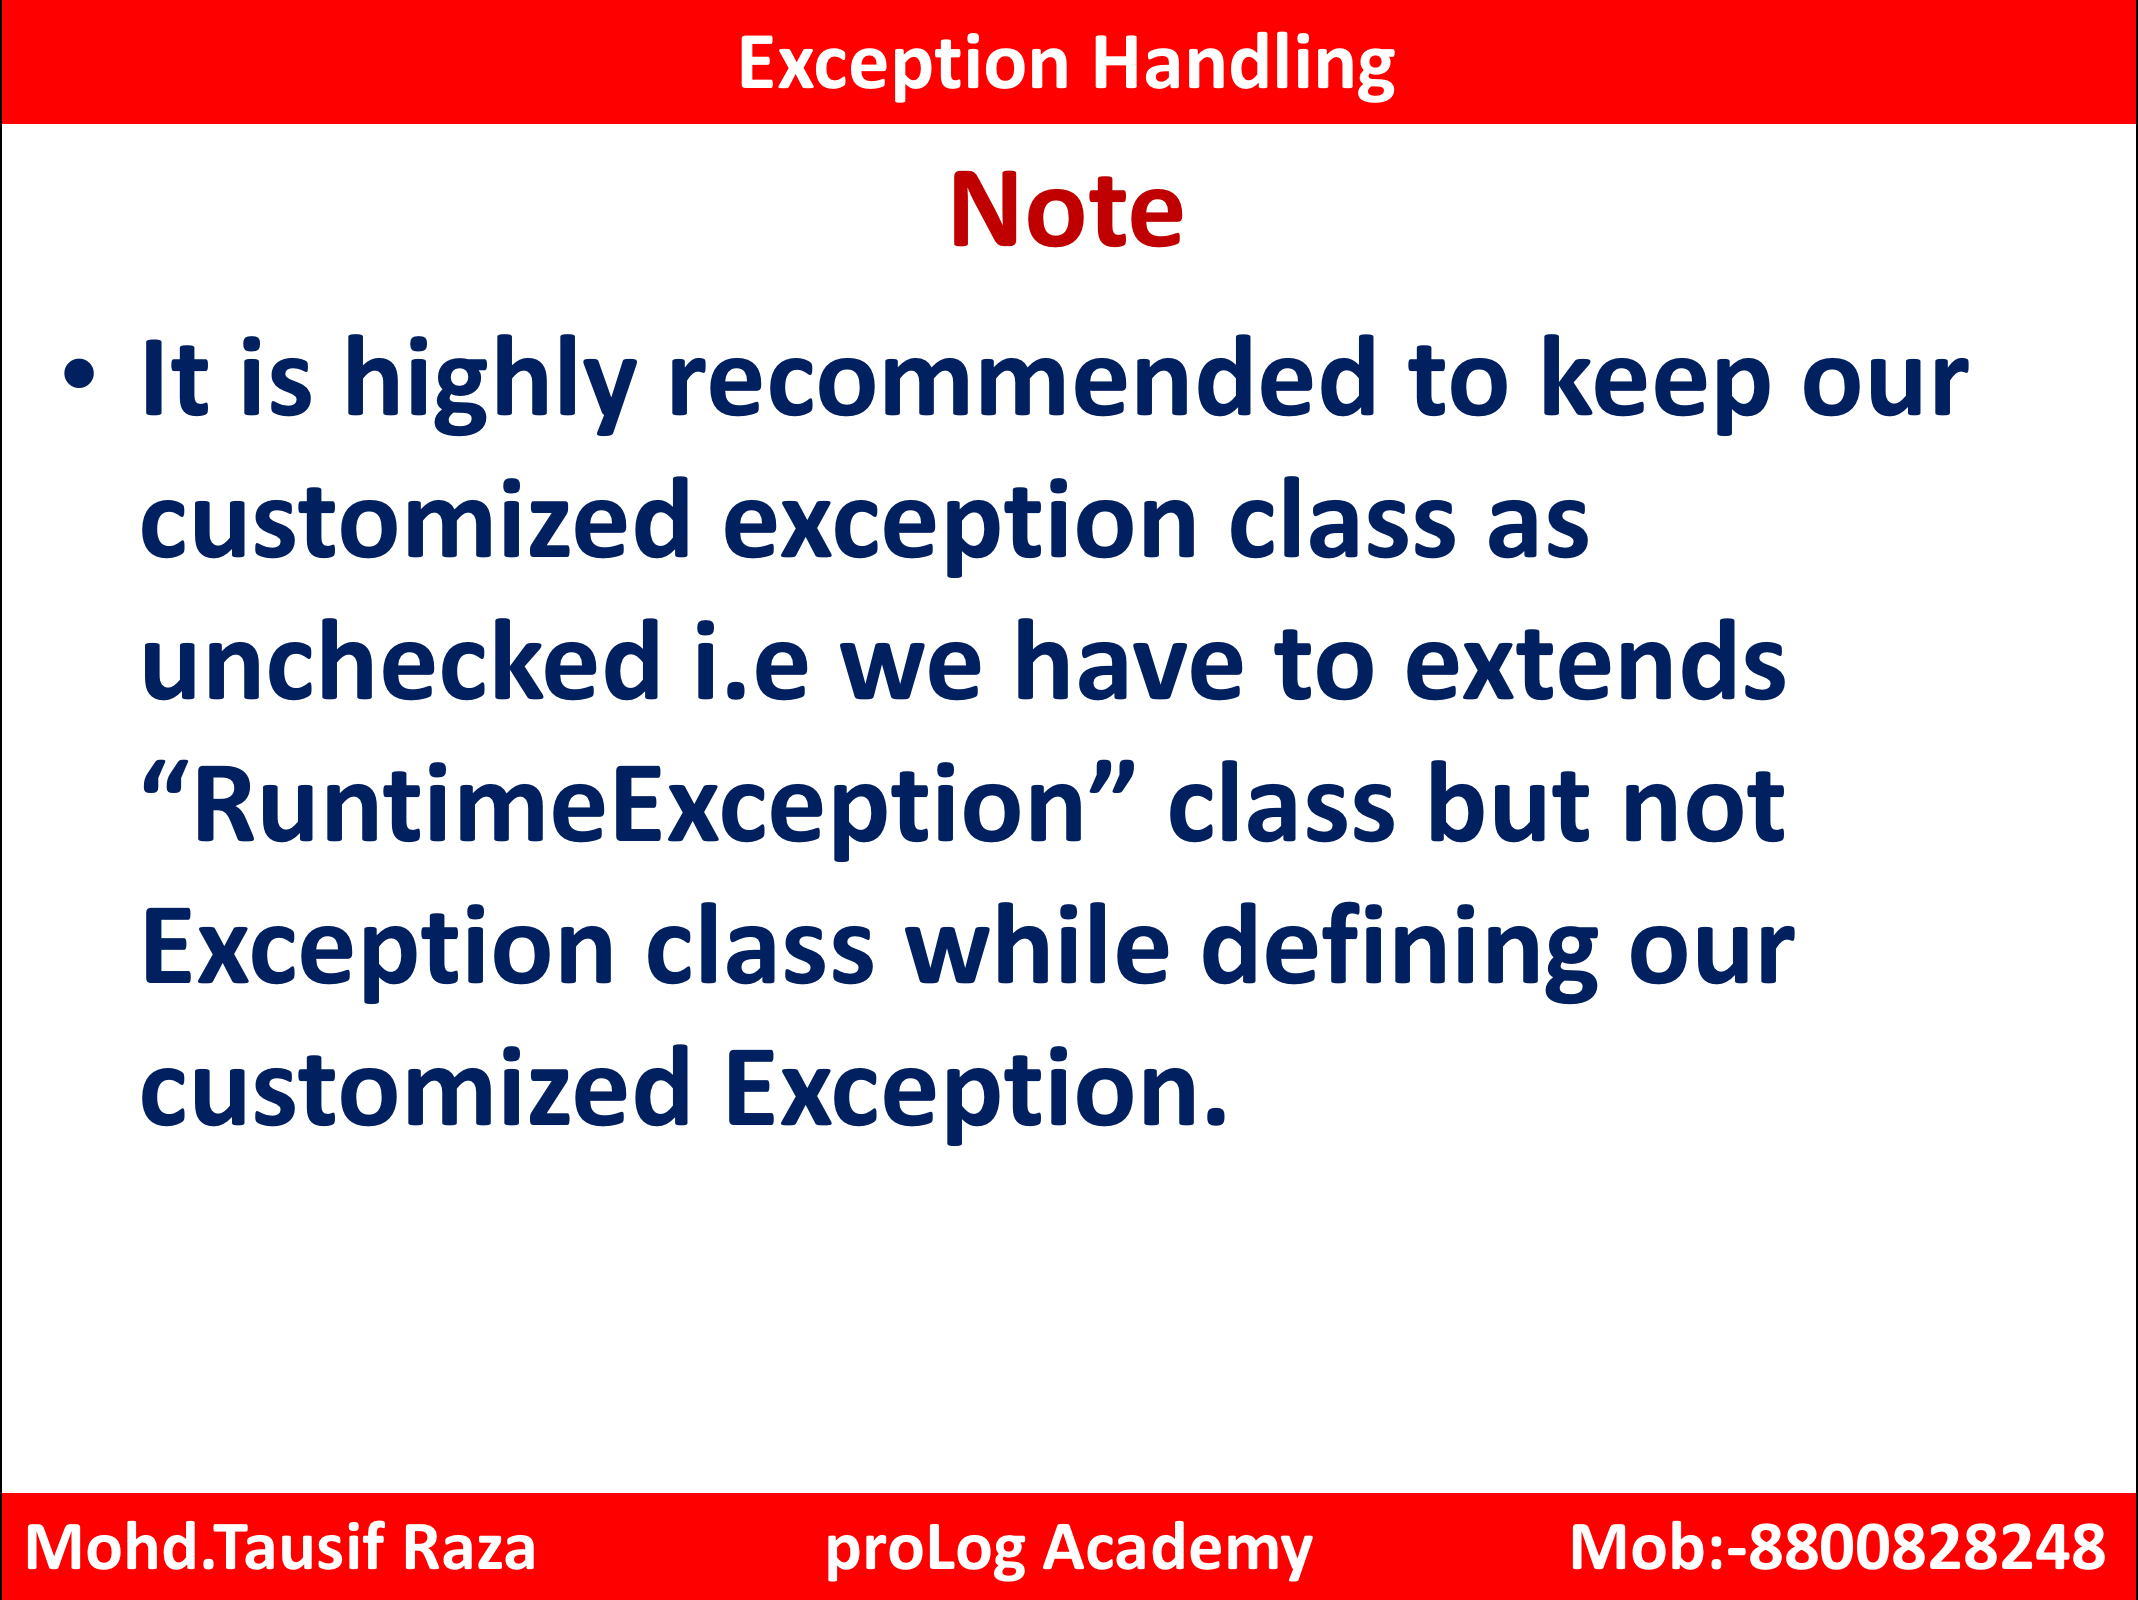 Exception Handling
Note
• It is highly recommended to keep our
customized exception class as
unchecked i.e we have to extends
“RuntimeException” class but not
Exception class while defining our
customized Exception.
Mohd.Tausif Raza proLog Academy Mob:-8800828248